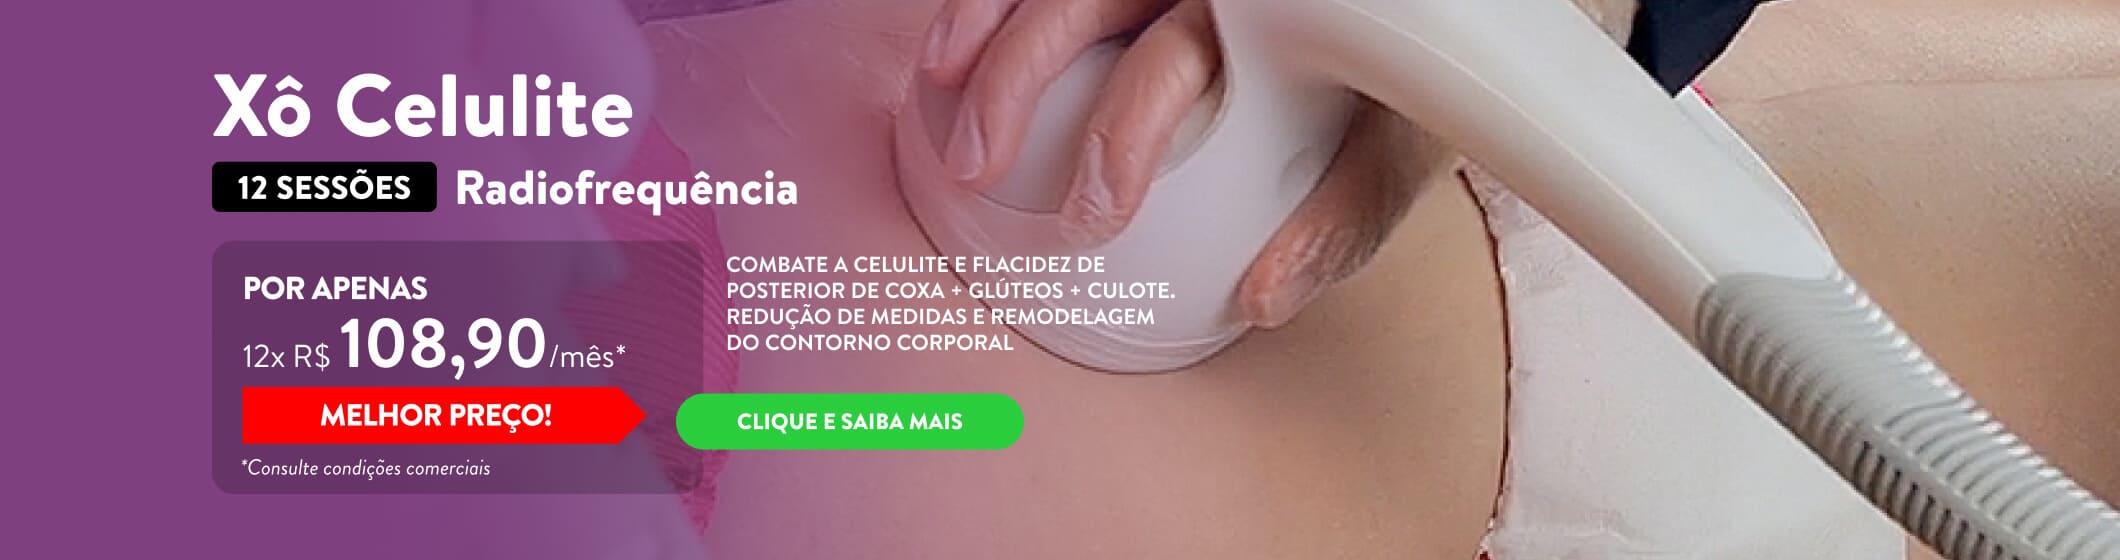 Xô Celulite
12 SESSÕES Radiofrequência
POR APENAS
12x R$ 108,90/mês*
MELHOR PREÇO!
*Consulte condições comerciais
COMBATE A CELULITE E FLACIDEZ DE
POSTERIOR DE COXA + GLÚTEOS + CULOTE.
REDUÇÃO DE MEDIDAS E REMODELAGEM
DO CONTORNO CORPORAL
CLIQUE E SAIBA MAIS